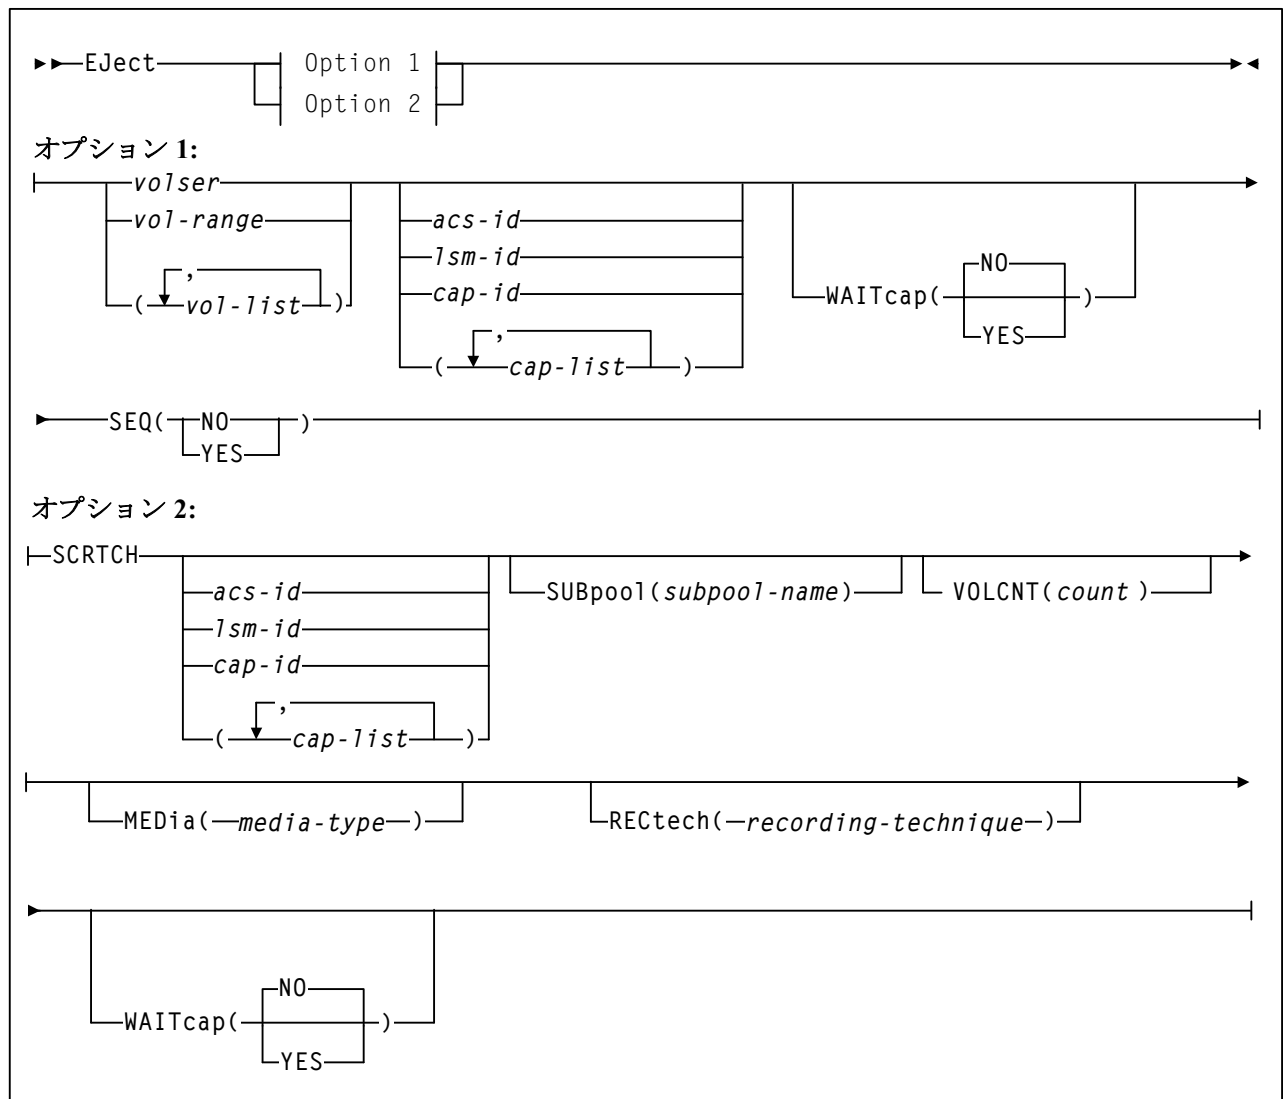 EJect
Option 1
Option 2
オプション 1:
volser
vol-range
( , vol-list )
acs-id
lsm-id
cap-id
( , cap-list )
WAITcap( NO YES )
SEQ( NO YES )
オプション 2:
SCRTCH
acs-id
lsm-id
cap-id
( , cap-list )
SUBpool(subpool-name)
VOLCNT(count )
MEDia( media-type )
RECtech( recording-technique )
WAITcap( NO YES )